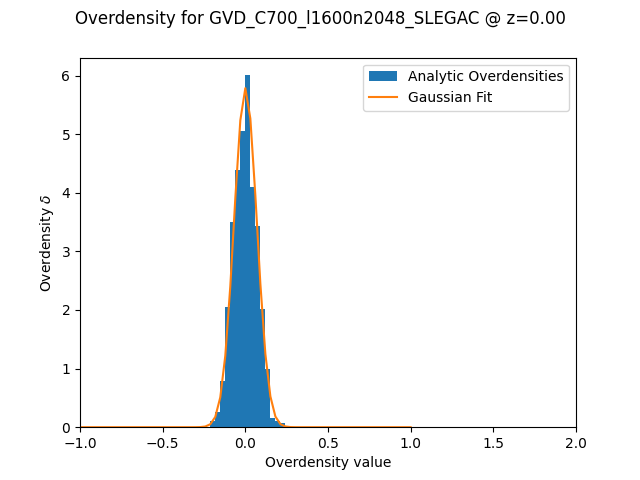 Overdensity for GVD_C700_l1600n2048_SLEGAC @ z=0.00
Analytic Overdensities
Gaussian Fit
6
5
4
3
2
1
0
Overdensity δ
−1.0 −0.5 0.0 0.5 1.0 1.5 2.0
Overdensity value